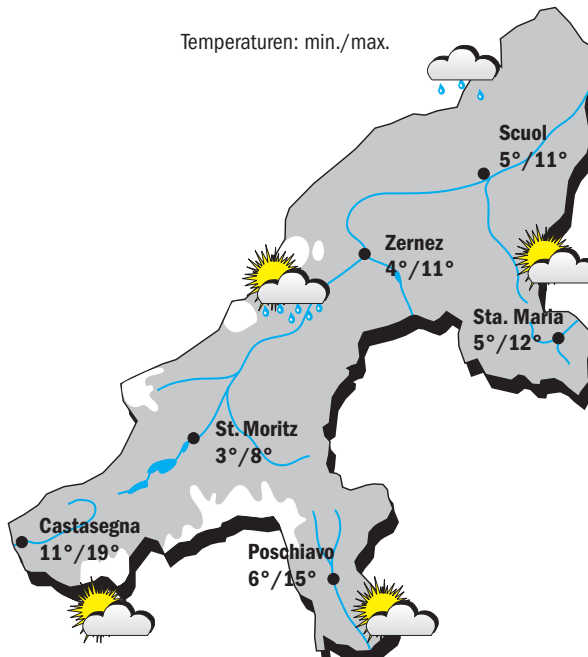 Temperaturen: min./max.
Scuol
5°/11°
Zernez
4°/11°
Sta. Maria
5°/12°
St. Moritz
3°/8°
Castasegna
11°/19°
Poschiavo
6°/15°